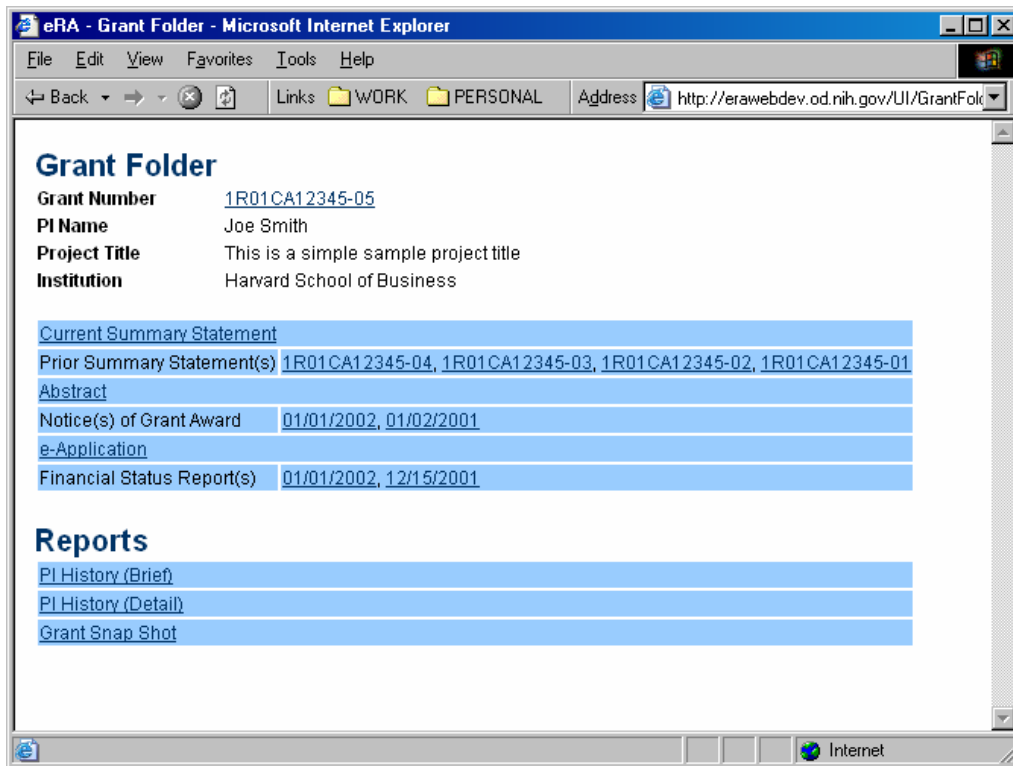 eRA - Grant Folder - Microsoft Internet Explorer
File Edit View Favorites Tools Help
Back Links WORK PERSONAL Address http://erawebdev.od.nih.gov/UI/GrantFold
Grant Folder
Grant Number 1R01CA12345-05
PI Name Joe Smith
Project Title This is a simple sample project title
Institution Harvard School of Business
Current Summary Statement
Prior Summary Statement(s) 1R01CA12345-04, 1R01CA12345-03, 1R01CA12345-02, 1R01CA12345-01
Abstract
Notice(s) of Grant Award 01/01/2002, 01/02/2001
e-Application
Financial Status Report(s) 01/01/2002, 12/15/2001
Reports
PI History (Brief)
PI History (Detail)
Grant Snap Shot
Internet